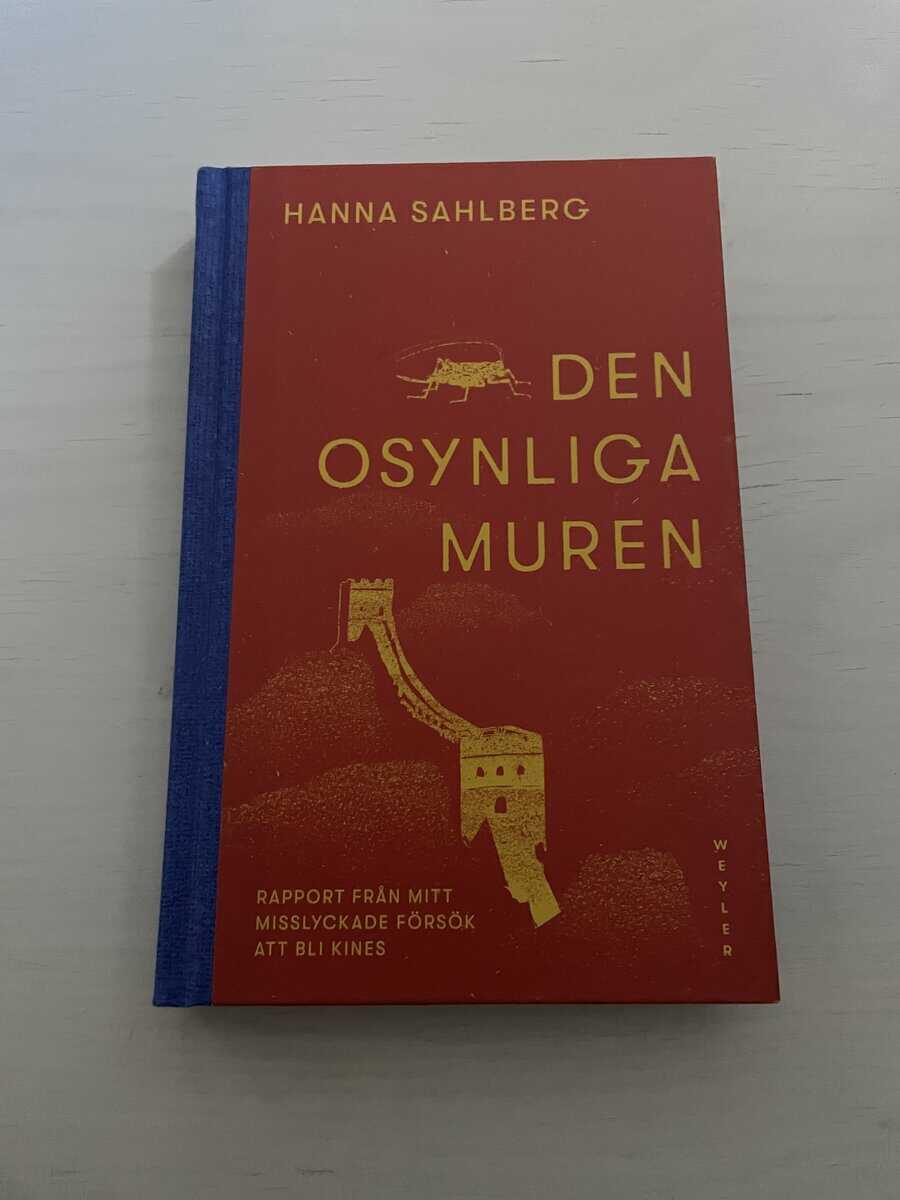 HANNA SAHLBERG
DEN
OSYNLIGA
MUREN
RAPPORT FRÅN MITT
MISSLYCKADE FÖRSÖK
ATT BLI KINES
WEYLER